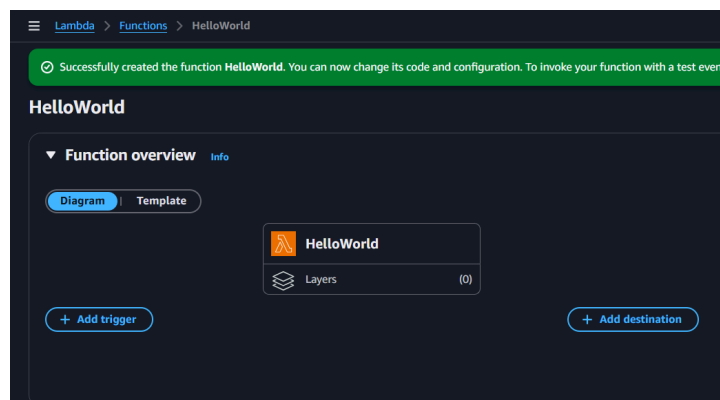 Lambda > Functions > HelloWorld
Successfully created the function HelloWorld. You can now change its code and configuration. To invoke your function with a test
HelloWorld
Function overview Info
Diagram | Template
HelloWorld
Layers (0)
+ Add trigger
+ Add destination